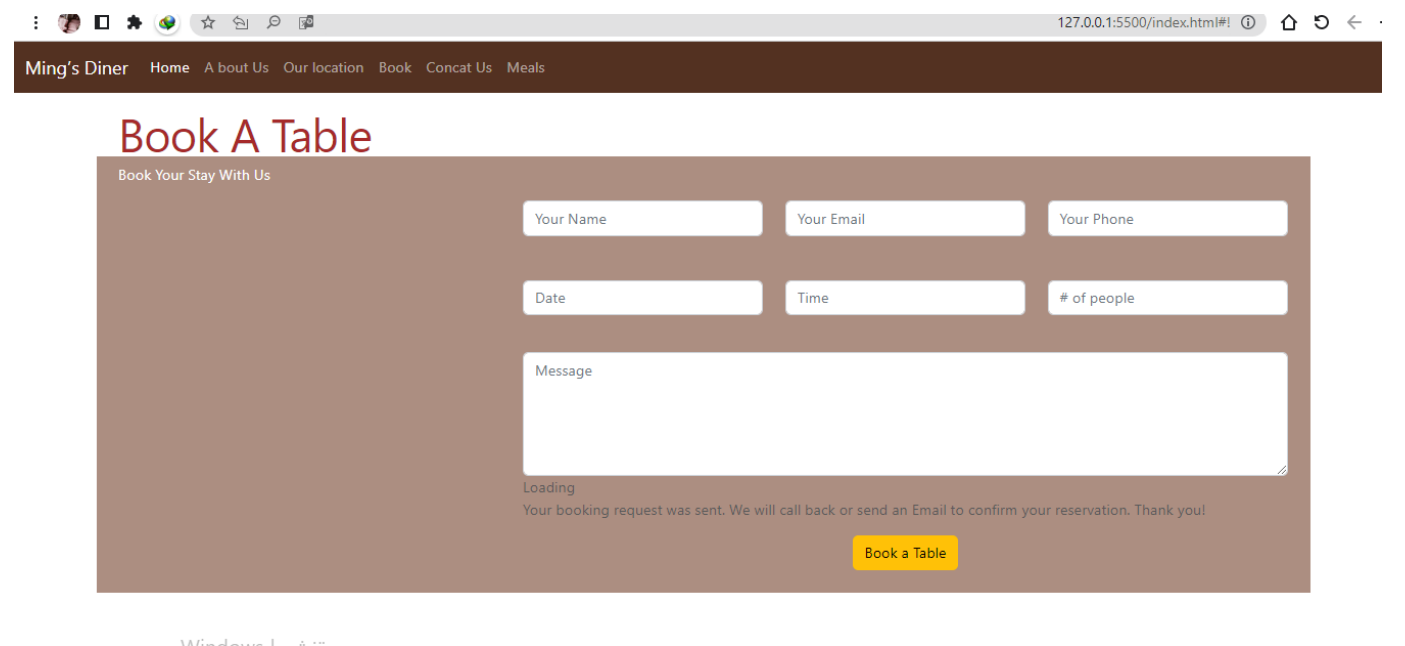 127.0.0.1:5500/index.html#!
Ming's Diner Home A bout Us Our location Book Concat Us Meals
Book A Table
Book Your Stay With Us
Your Name Your Email Your Phone
Date Time # of people
Message
Loading
Your booking request was sent. We will call back or send an Email to confirm your reservation. Thank you!
Book a Table
Windows